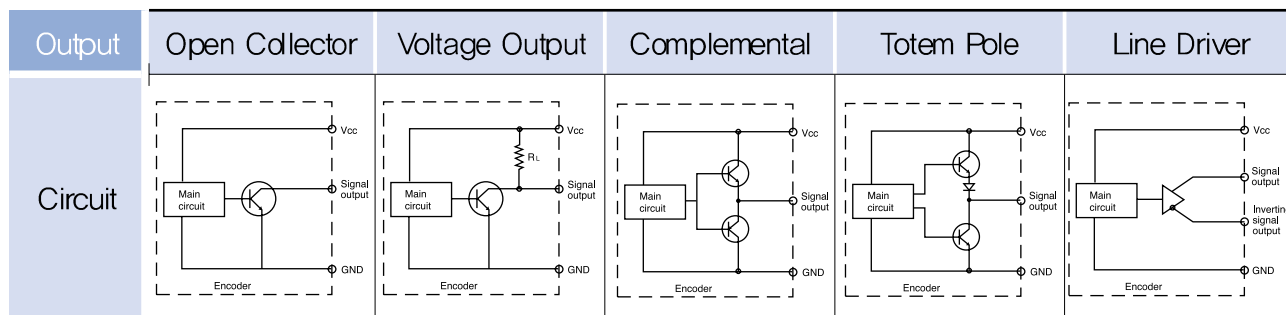 Output
Open Collector
Voltage Output
Complemental
Totem Pole
Line Driver
Circuit
Vcc
Main
circuit
Signal
output
GND
Encoder
Vcc
RL
Main
circuit
Signal
output
GND
Encoder
Vcc
Main
circuit
Signal
output
GND
Encoder
Vcc
Main
circuit
Signal
output
GND
Encoder
Vcc
Signal
output
Main
circuit
Invertin
signal
output
GND
Encoder